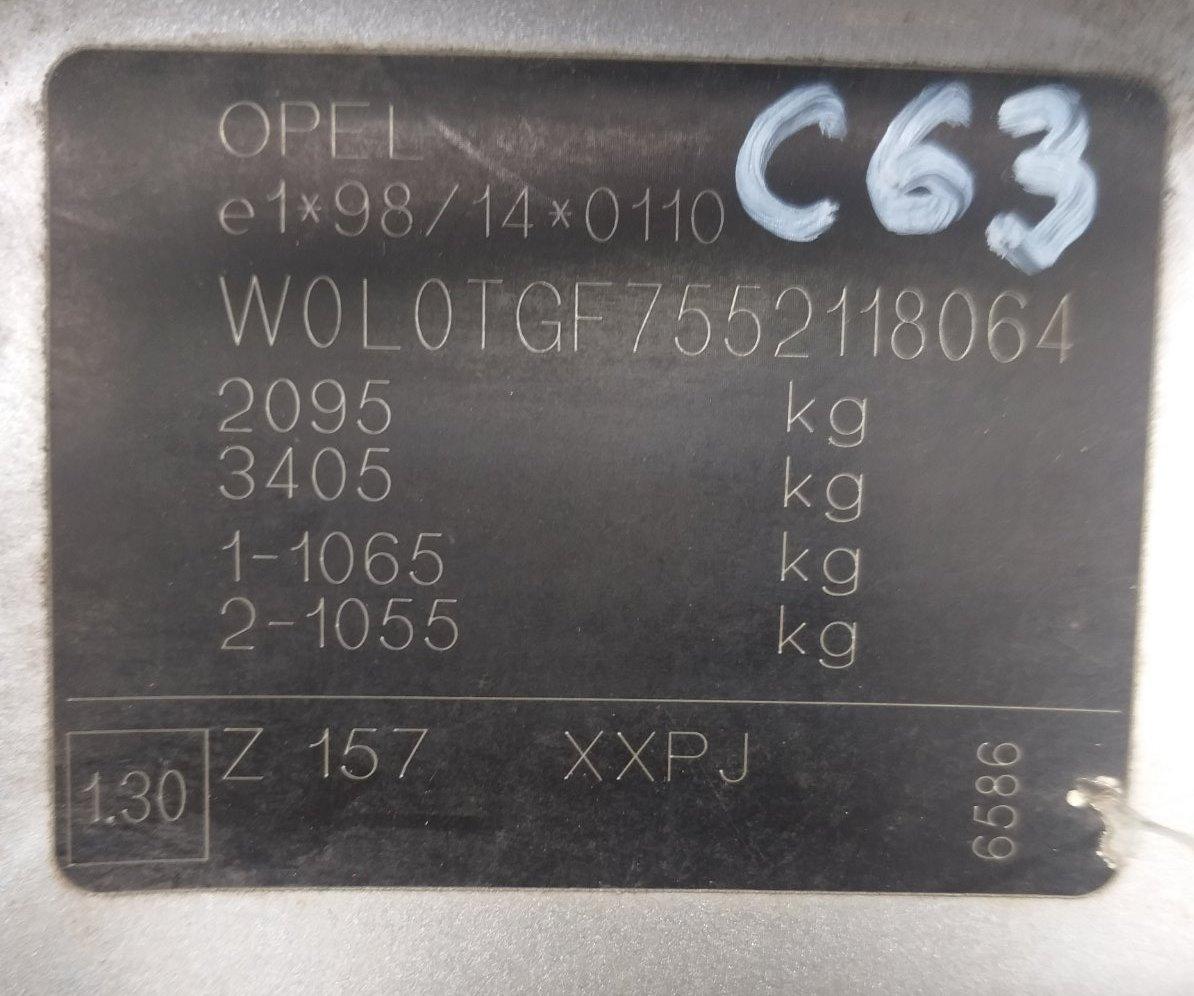 OPEL
C63
e1*98/14*0110
W0L0TGF7552118064
2095 kg
3405 kg
1-1065 kg
2-1055 kg
1.30
Z 157 XXPJ
6586